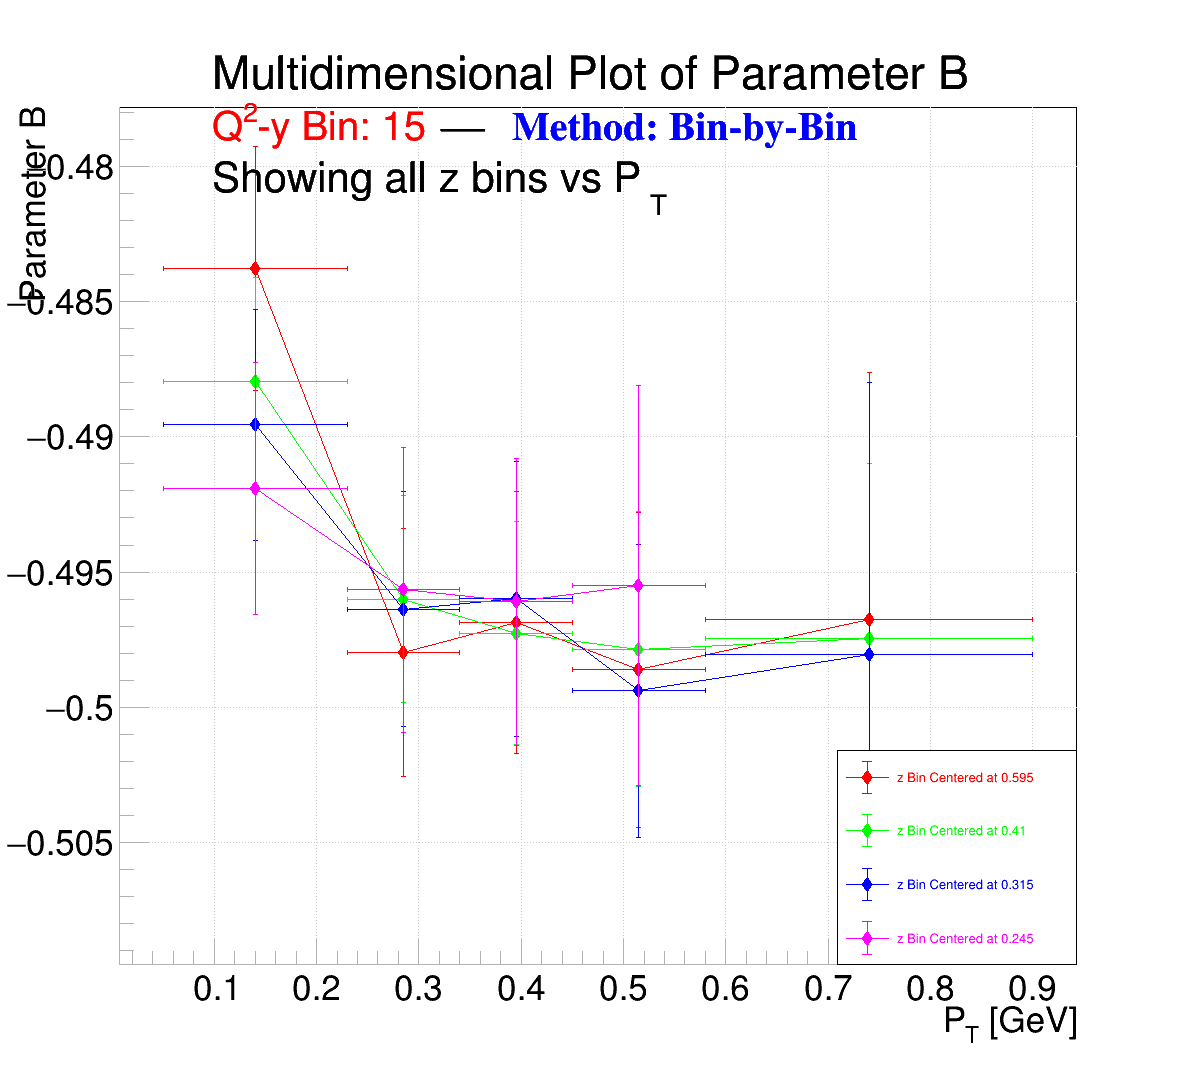 Multidimensional Plot of Parameter B
Q²-y Bin: 15 — Method: Bin-by-Bin
Showing all z bins vs P_T
Parameter B
−0.48
−0.485
−0.49
−0.495
−0.5
−0.505
z Bin Centered at 0.595
z Bin Centered at 0.41
z Bin Centered at 0.315
z Bin Centered at 0.245
0.1 0.2 0.3 0.4 0.5 0.6 0.7 0.8 0.9
P_T [GeV]